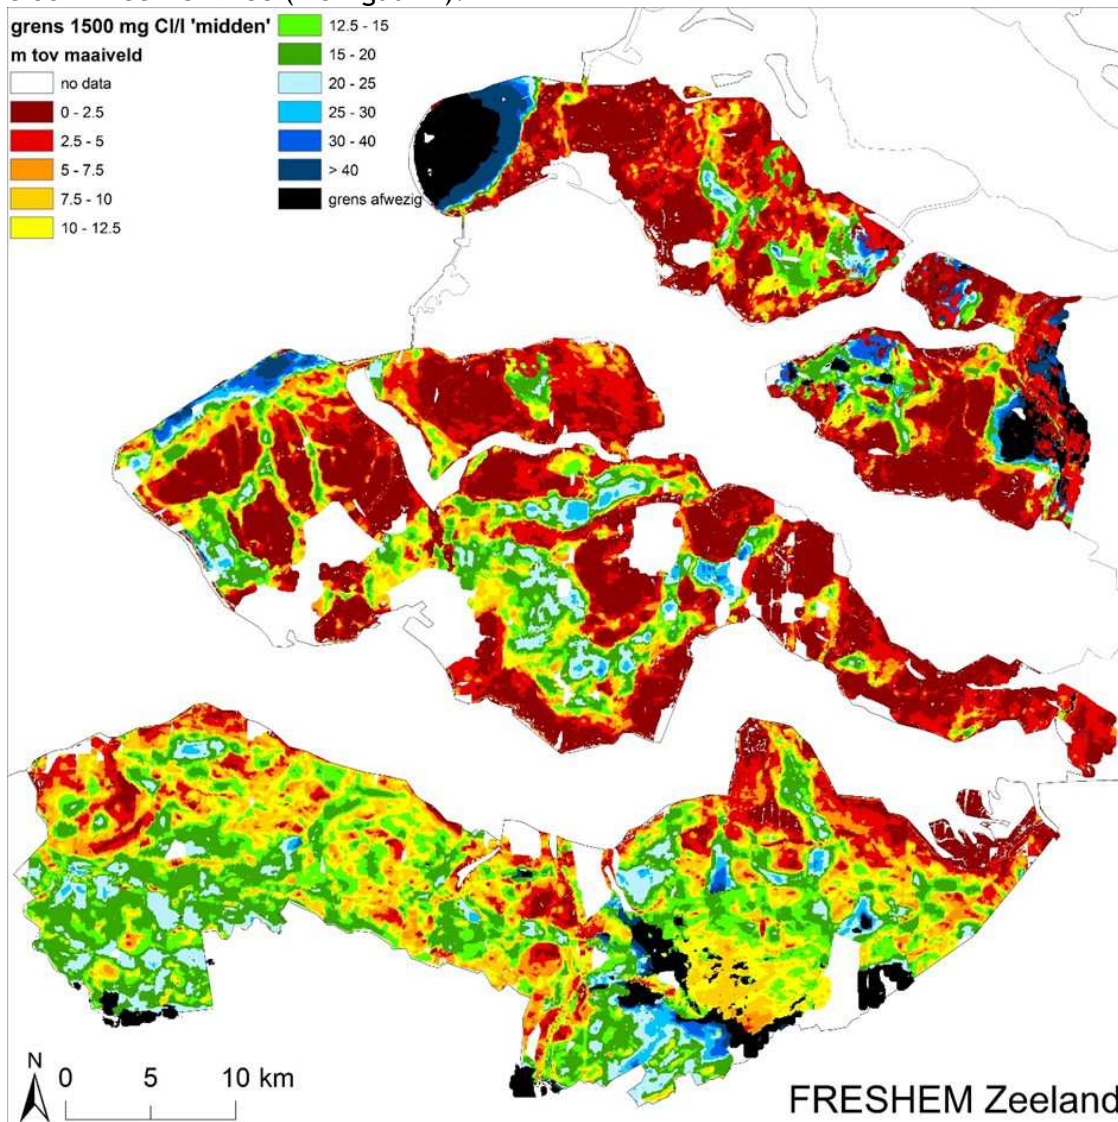 grens 1500 mg Cl/l 'midden'
m tov maaiveld
no data
0 - 2.5
2.5 - 5
5 - 7.5
7.5 - 10
10 - 12.5
12.5 - 15
15 - 20
20 - 25
25 - 30
30 - 40
> 40
grens afwezig
N
0 5 10 km
FRESHEM Zeeland